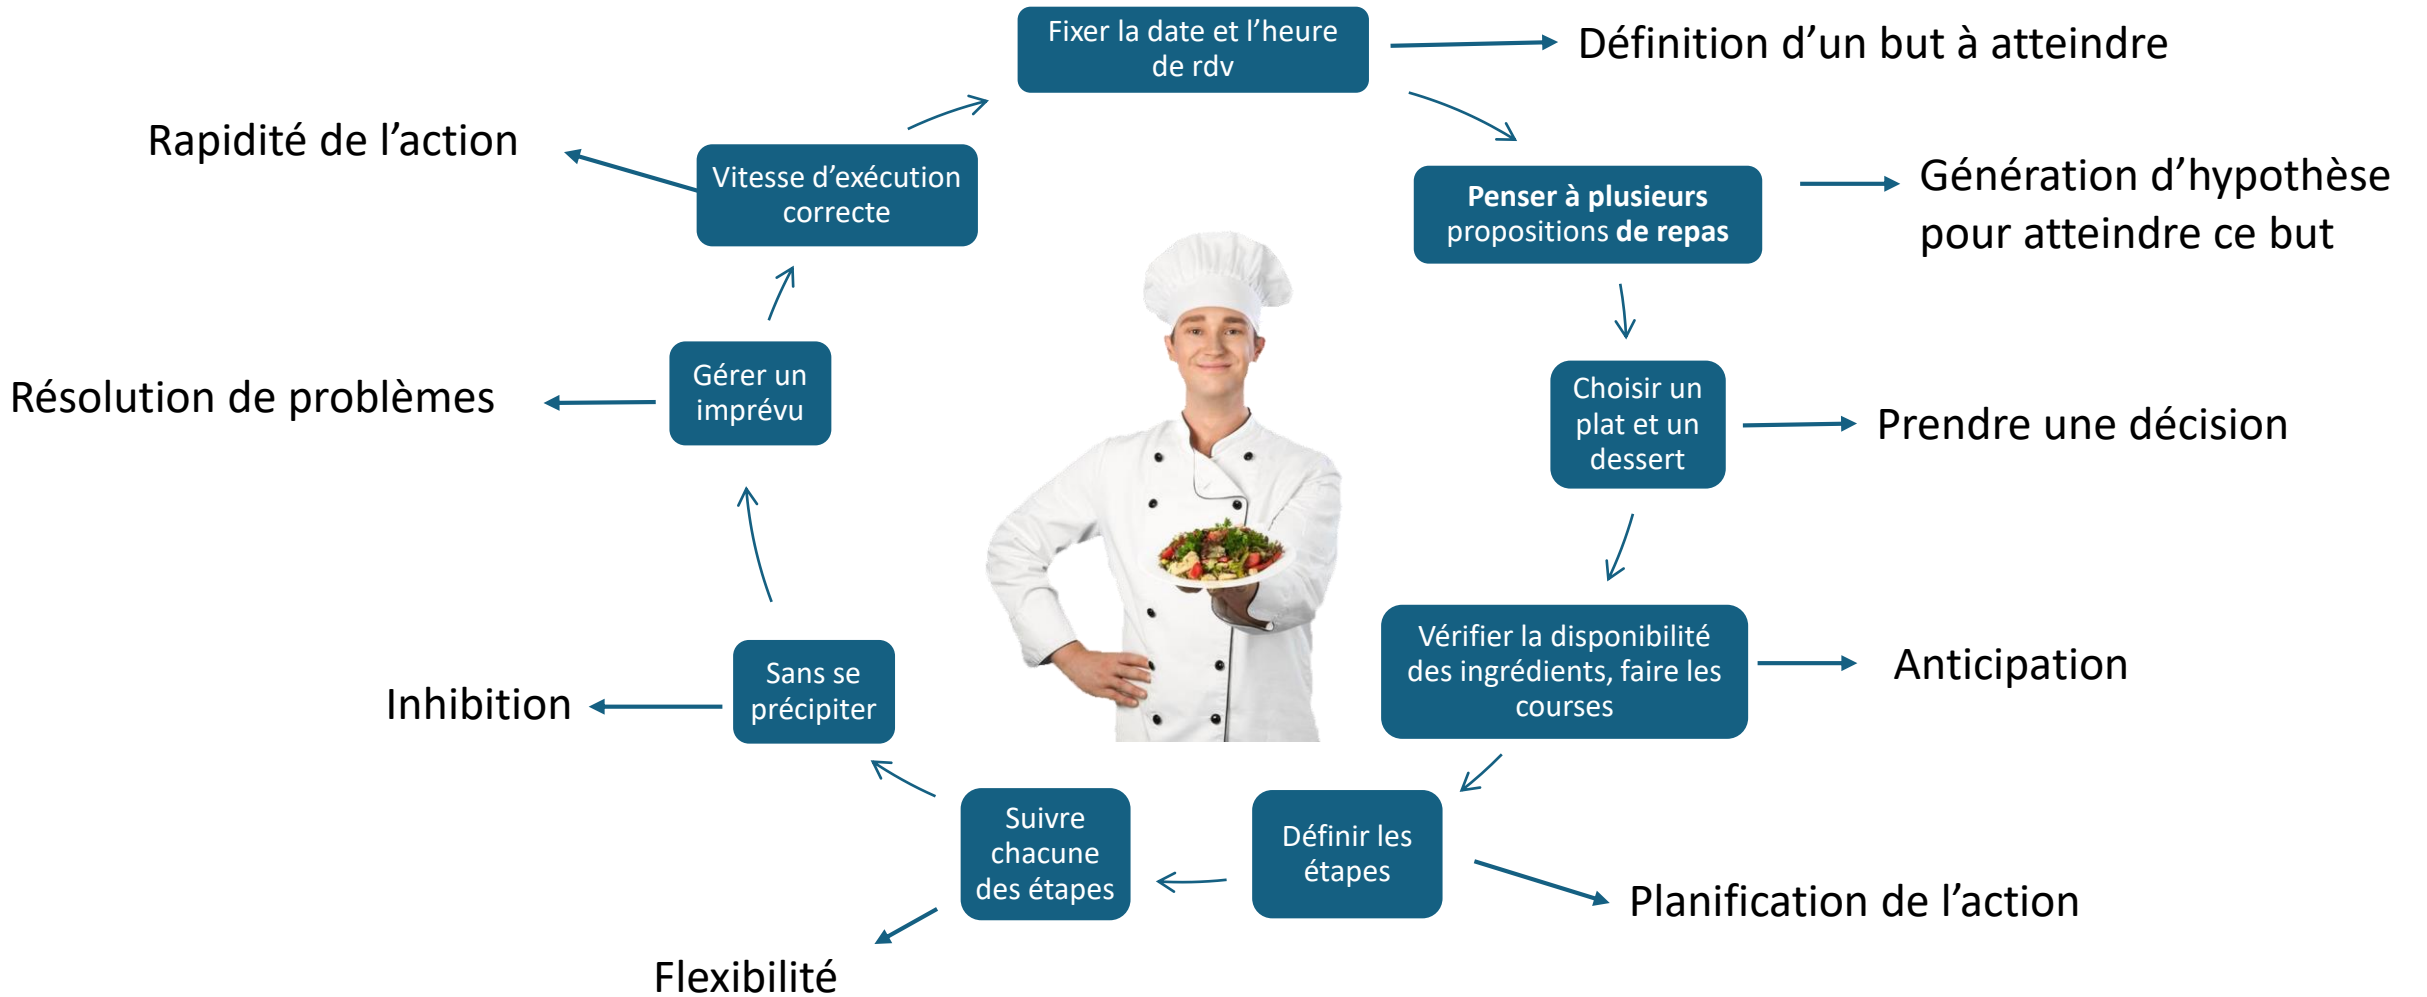 Fixer la date et l’heure
de rdv
Définition d’un but à atteindre
Penser à plusieurs
propositions de repas
Génération d’hypothèse
pour atteindre ce but
Choisir un
plat et un
dessert
Prendre une décision
Vérifier la disponibilité
des ingrédients, faire les
courses
Anticipation
Définir les
étapes
Planification de l’action
Suivre
chacune
des étapes
Flexibilité
Sans se
précipiter
Inhibition
Gérer un
imprévu
Résolution de problèmes
Vitesse d’exécution
correcte
Rapidité de l’action